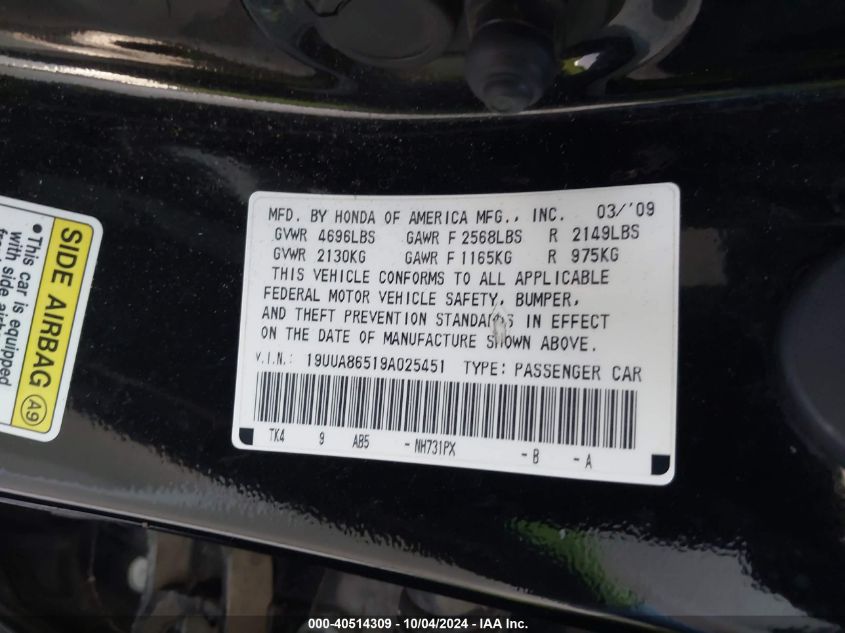 MFD. BY HONDA OF AMERICA MFG., INC. 03/'09
GVWR 4696LBS GAWR F 2568LBS R 2149LBS
GVWR 2130KG GAWR F 1165KG R 975KG
THIS VEHICLE CONFORMS TO ALL APPLICABLE
FEDERAL MOTOR VEHICLE SAFETY, BUMPER,
AND THEFT PREVENTION STANDARDS IN EFFECT
ON THE DATE OF MANUFACTURE SHOWN ABOVE.
V.I.N.: 19UUA86519A025451 TYPE: PASSENGER CAR
TK4 9 AB5 -NH731PX -B -A
SIDE AIRBAG A9
•This car is equipped
with side
000-40514309 - 10/04/2024 - IAA Inc.